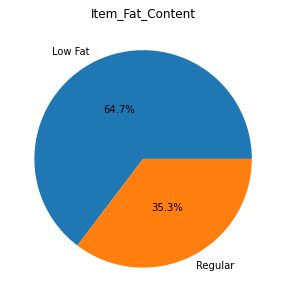 Item_Fat_Content
Low Fat
64.7%
35.3%
Regular